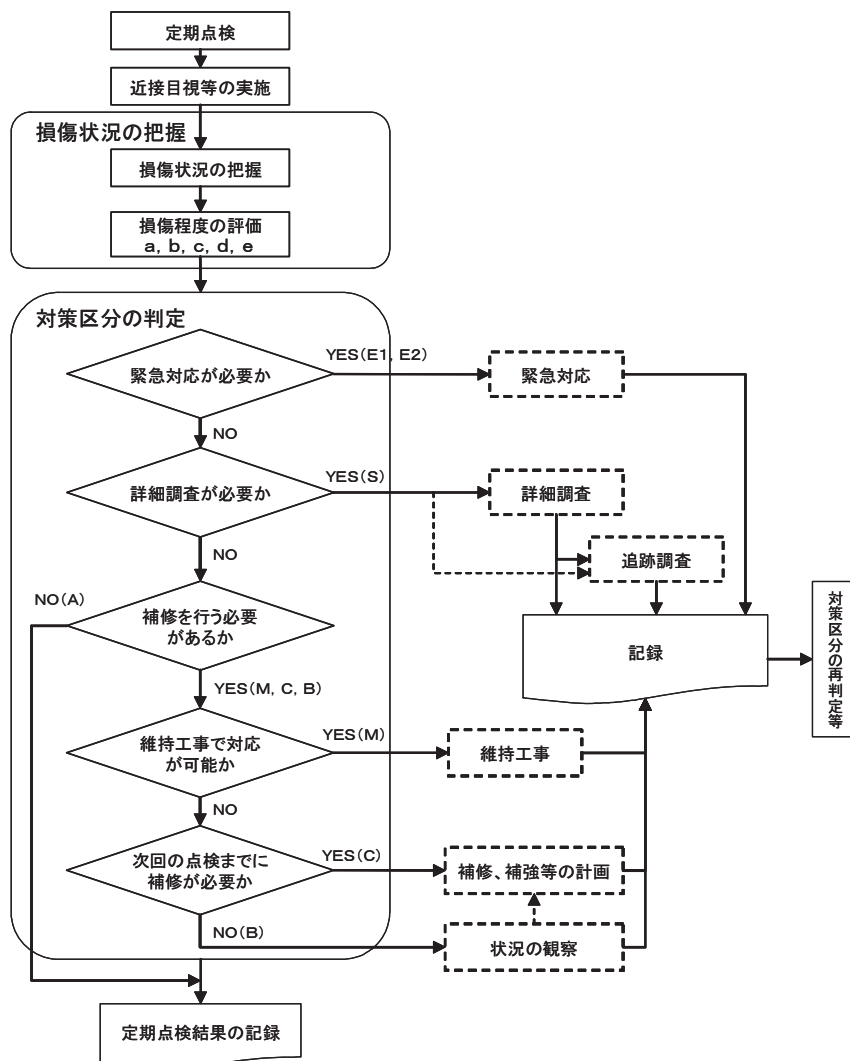 定期点検
近接目視等の実施
損傷状況の把握
損傷状況の把握
損傷程度の評価
a, b, c, d, e
対策区分の判定
緊急対応が必要か
YES(E1, E2)
緊急対応
NO
詳細調査が必要か
YES(S)
詳細調査
NO
追跡調査
NO(A)
補修を行う必要
があるか
記録
対策区分の再判定等
YES(M, C, B)
維持工事で対応
が可能か
YES(M)
維持工事
NO
次回の点検までに
補修が必要か
YES(C)
補修、補強等の計画
NO(B)
状況の観察
定期点検結果の記録